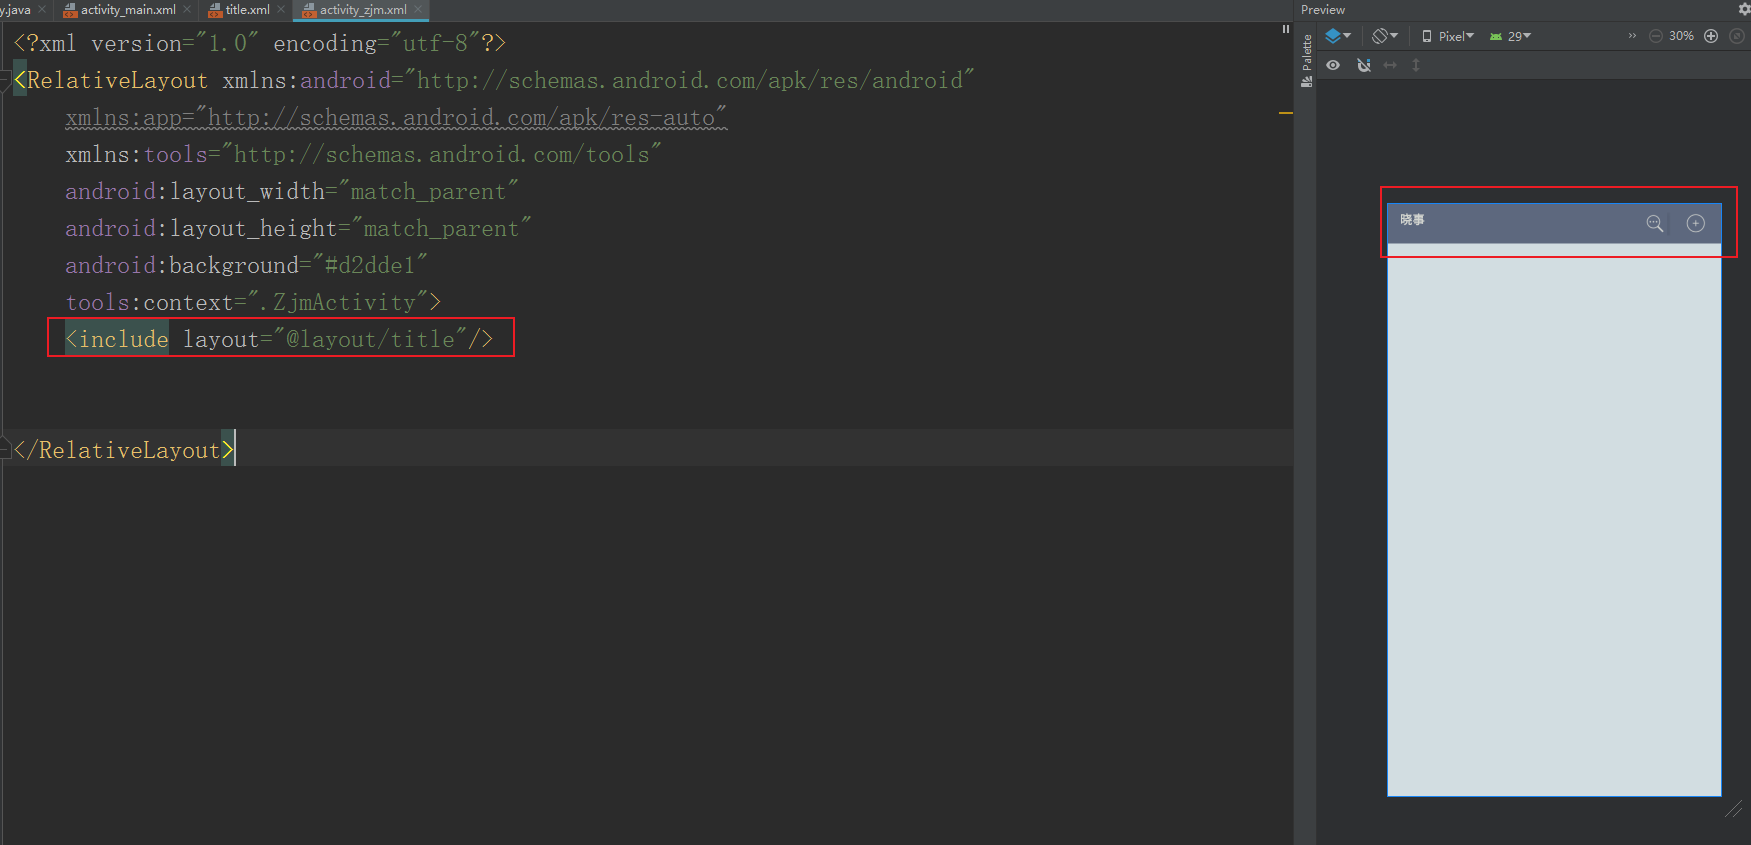 y.java
activity_main.xml
title.xml
activity_zjm.xml
Preview
<?xml version="1.0" encoding="utf-8"?>
<RelativeLayout xmlns:android="http://schemas.android.com/apk/res/android"
xmlns:app="http://schemas.android.com/apk/res-auto"
xmlns:tools="http://schemas.android.com/tools"
android:layout_width="match_parent"
android:layout_height="match_parent"
android:background="#d2dde1"
tools:context=".ZjmActivity">
<include layout="@layout/title"/>
</RelativeLayout>
Palette
Pixel
29
»
30%
晓事